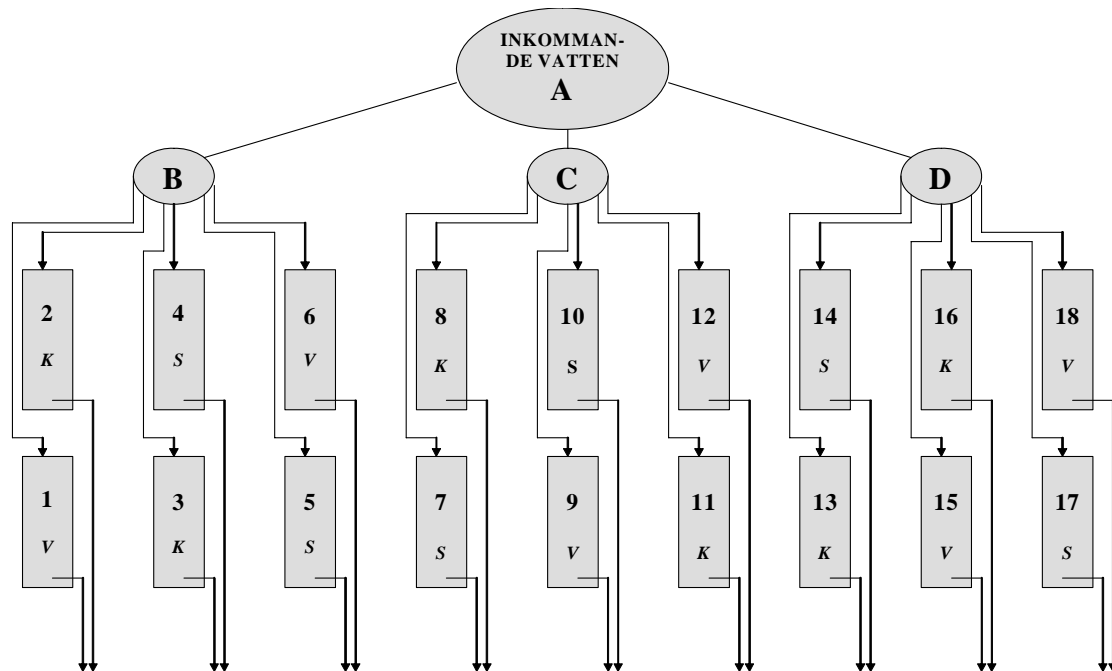 INKOMMAN-
DE VATTEN
A
B C D
2 4 6 8 10 12 14 16 18
K S V K S V S K V
1 3 5 7 9 11 13 15 17
V K S S V K K V S